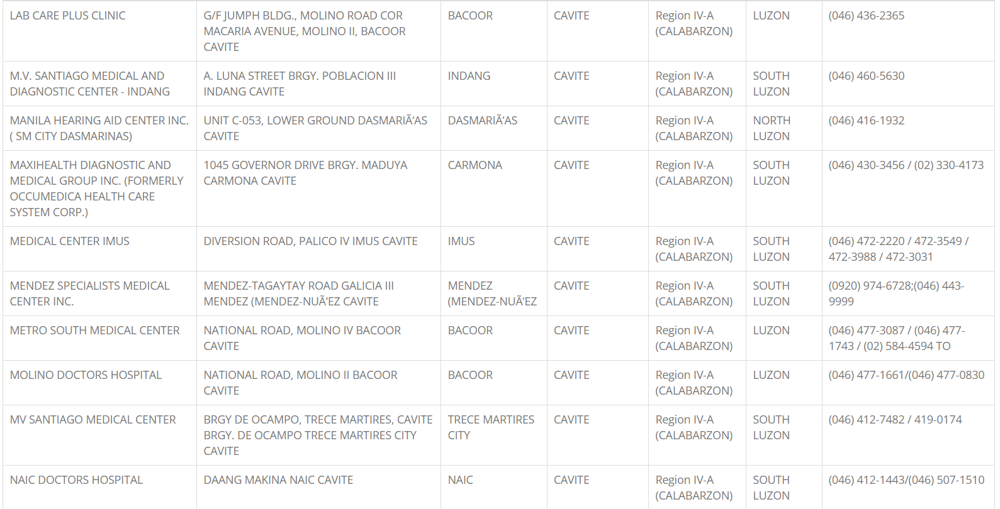 LAB CARE PLUS CLINIC
G/F JUMPH BLDG., MOLINO ROAD COR
MACARIA AVENUE, MOLINO II, BACOOR
CAVITE
BACOOR
CAVITE
Region IV-A
(CALABARZON)
LUZON
(046) 436-2365
M.V. SANTIAGO MEDICAL AND
DIAGNOSTIC CENTER - INDANG
A. LUNA STREET BRGY. POBLACION III
INDANG CAVITE
INDANG
CAVITE
Region IV-A
(CALABARZON)
SOUTH
LUZON
(046) 460-5630
MANILA HEARING AID CENTER INC.
( SM CITY DASMARINAS)
UNIT C-053, LOWER GROUND DASMARIÃ‘AS
CAVITE
DASMARIÃ‘AS
CAVITE
Region IV-A
(CALABARZON)
NORTH
LUZON
(046) 416-1932
MAXIHEALTH DIAGNOSTIC AND
MEDICAL GROUP INC. (FORMERLY
OCCUMEDICA HEALTH CARE
SYSTEM CORP.)
1045 GOVERNOR DRIVE BRGY. MADUYA
CARMONA CAVITE
CARMONA
CAVITE
Region IV-A
(CALABARZON)
SOUTH
LUZON
(046) 430-3456 / (02) 330-4173
MEDICAL CENTER IMUS
DIVERSION ROAD, PALICO IV IMUS CAVITE
IMUS
CAVITE
Region IV-A
(CALABARZON)
SOUTH
LUZON
(046) 472-2220 / 472-3549 /
472-3988 / 472-3031
MENDEZ SPECIALISTS MEDICAL
CENTER INC.
MENDEZ-TAGAYTAY ROAD GALICIA III
MENDEZ (MENDEZ-NUÃ‘EZ CAVITE
MENDEZ
(MENDEZ-NUÃ‘EZ
CAVITE
Region IV-A
(CALABARZON)
SOUTH
LUZON
(0920) 974-6728;(046) 443-
9999
METRO SOUTH MEDICAL CENTER
NATIONAL ROAD, MOLINO IV BACOOR
CAVITE
BACOOR
CAVITE
Region IV-A
(CALABARZON)
LUZON
(046) 477-3087 / (046) 477-
1743 / (02) 584-4594 TO
MOLINO DOCTORS HOSPITAL
NATIONAL ROAD, MOLINO II BACOOR
CAVITE
BACOOR
CAVITE
Region IV-A
(CALABARZON)
LUZON
(046) 477-1661/(046) 477-0830
MV SANTIAGO MEDICAL CENTER
BRGY DE OCAMPO, TRECE MARTIRES, CAVITE
BRGY. DE OCAMPO TRECE MARTIRES CITY
CAVITE
TRECE MARTIRES
CITY
CAVITE
Region IV-A
(CALABARZON)
SOUTH
LUZON
(046) 412-7482 / 419-0174
NAIC DOCTORS HOSPITAL
DAANG MAKINA NAIC CAVITE
NAIC
CAVITE
Region IV-A
(CALABARZON)
SOUTH
LUZON
(046) 412-1443/(046) 507-1510